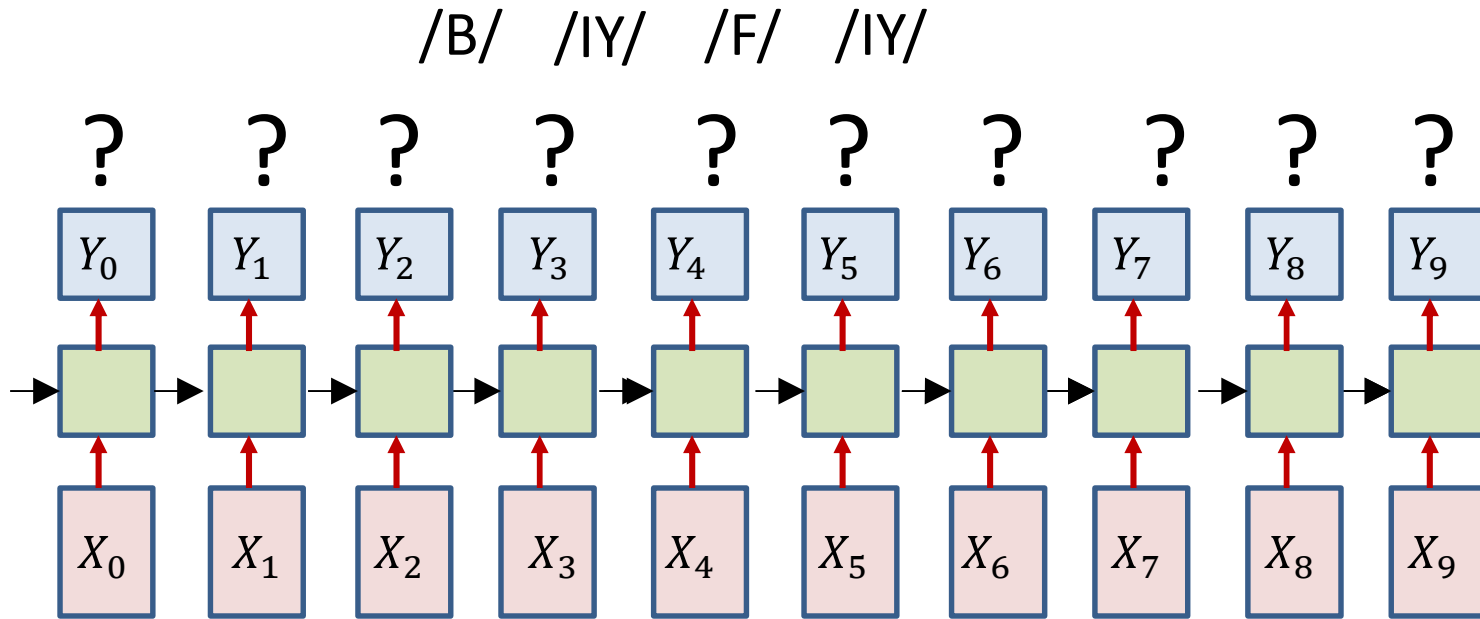 /B/ /IY/ /F/ /IY/
? ? ? ? ? ? ? ? ? ?
Y₀ Y₁ Y₂ Y₃ Y₄ Y₅ Y₆ Y₇ Y₈ Y₉
X₀ X₁ X₂ X₃ X₄ X₅ X₆ X₇ X₈ X₉